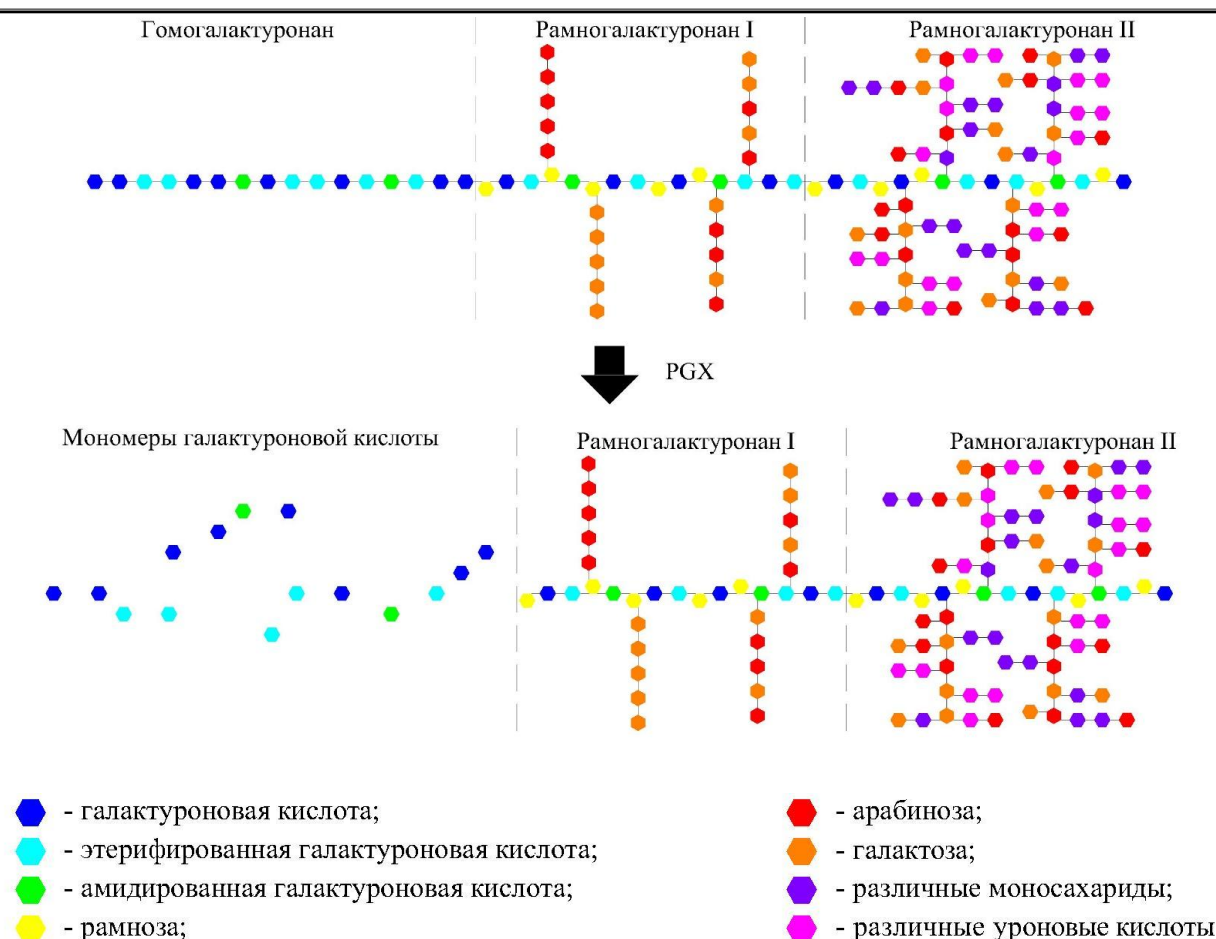 Гомогалактуронан
Рамногалактуронан I
Рамногалактуронан II
PGX
Мономеры галактуроновой кислоты
Рамногалактуронан I
Рамногалактуронан II
- галактуроновая кислота;
- этерифированная галактуроновая кислота;
- амидированная галактуроновая кислота;
- рамноза;
- арабиноза;
- галактоза;
- различные моносахариды;
- различные уроновые кислоты